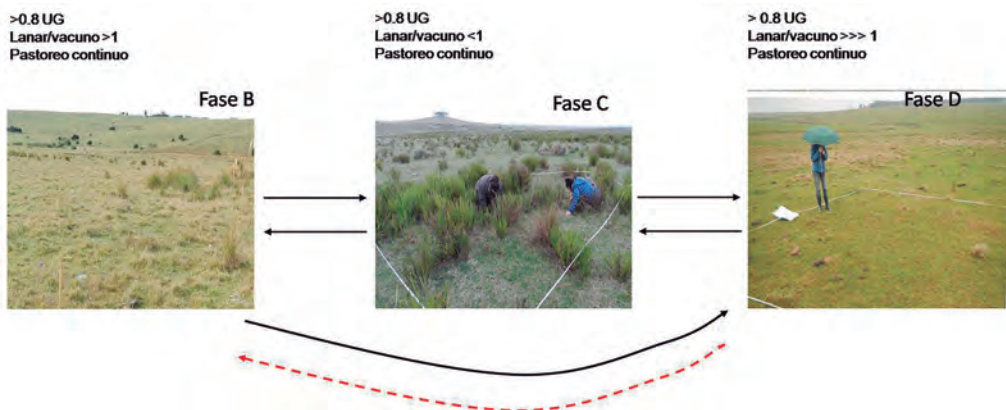 >0.8 UG
Lanar/vacuno >1
Pastoreo continuo
Fase B
>0.8 UG
Lanar/vacuno <1
Pastoreo continuo
Fase C
> 0.8 UG
Lanar/vacuno >>> 1
Pastoreo continuo
Fase D